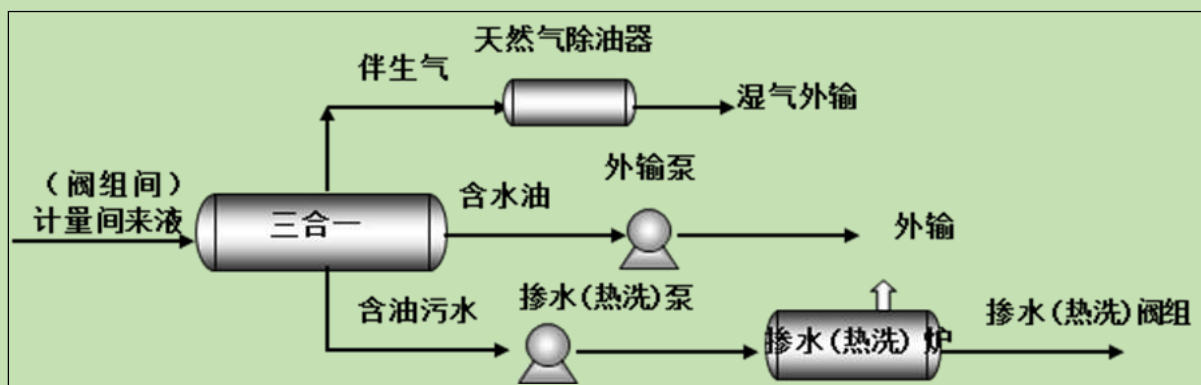 天然气除油器
伴生气
湿气外输
（阀组间）
计量间来液
三合一
含水油
外输泵
外输
含油污水
掺水(热洗)泵
掺水(热洗) 炉
掺水(热洗)阀组